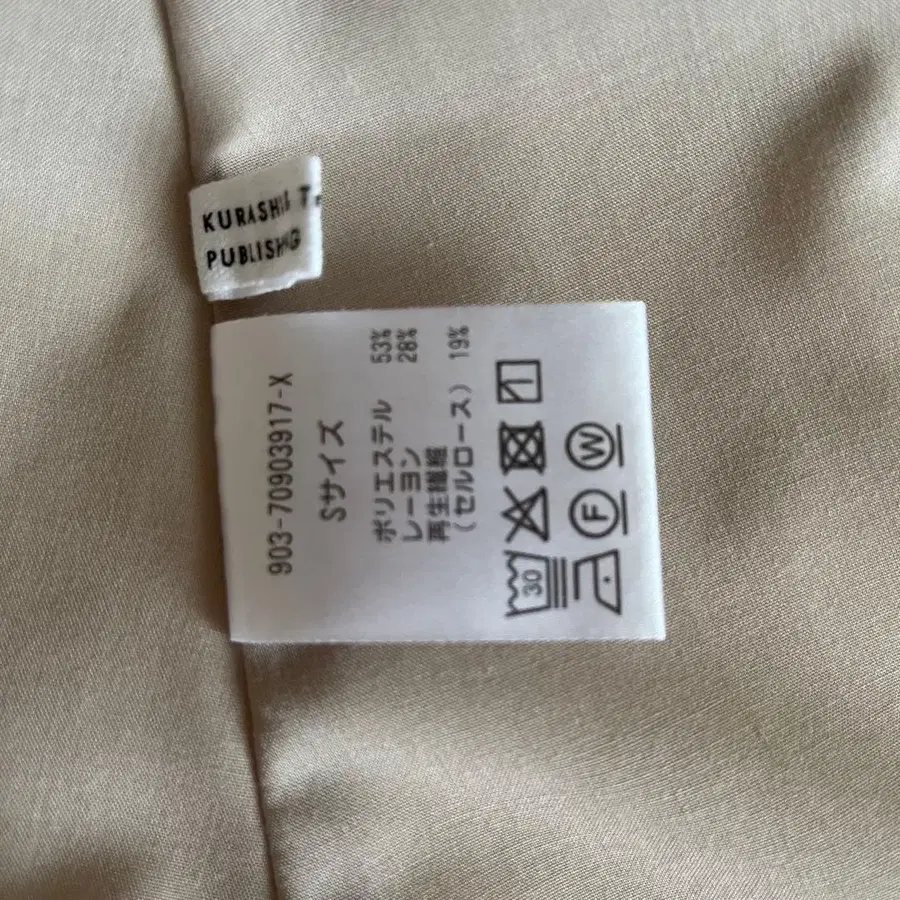 KURASHI
PUBLISHING
903-70903917-X
Sサイズ
ポリエステル 53%
レーヨン 28%
再生繊維
(セルロース) 19%
30
F W